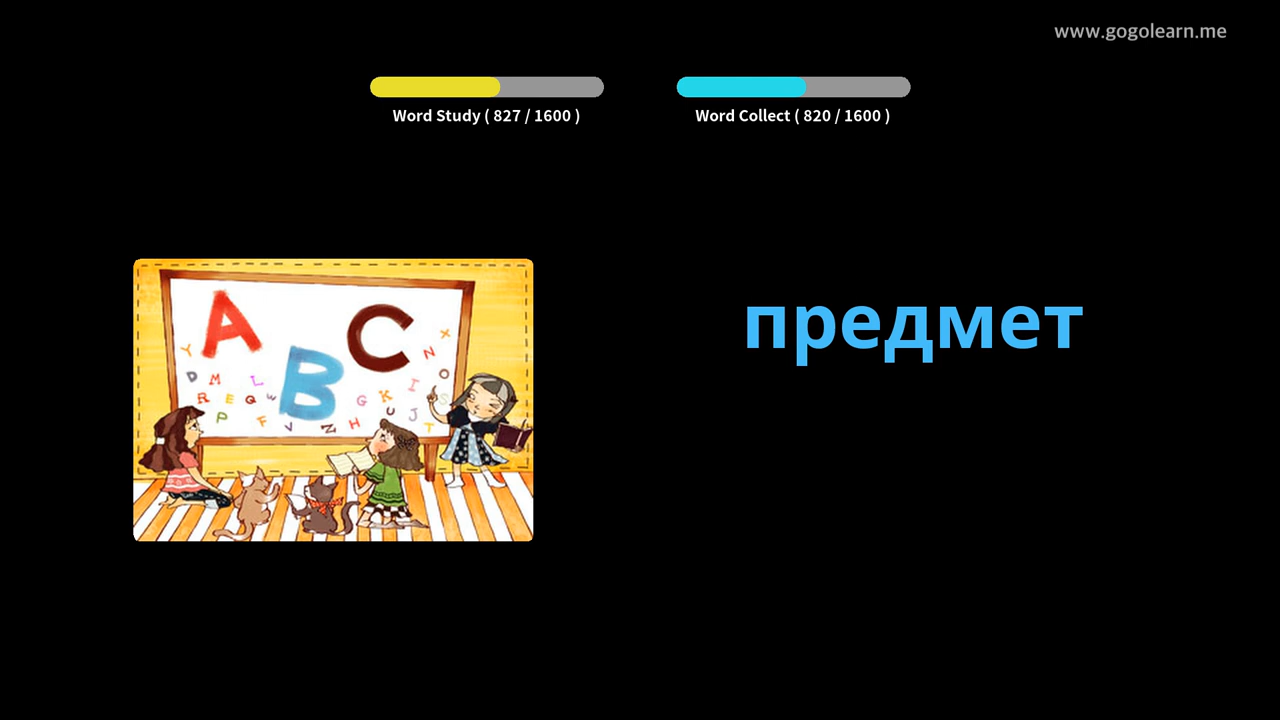 www.gogolearn.me
Word Study ( 827 / 1600 )
Word Collect ( 820 / 1600 )
предмет
A
C
B
X
Y
N
D M L O
R E Q W G K I S
P F V Z H U J T